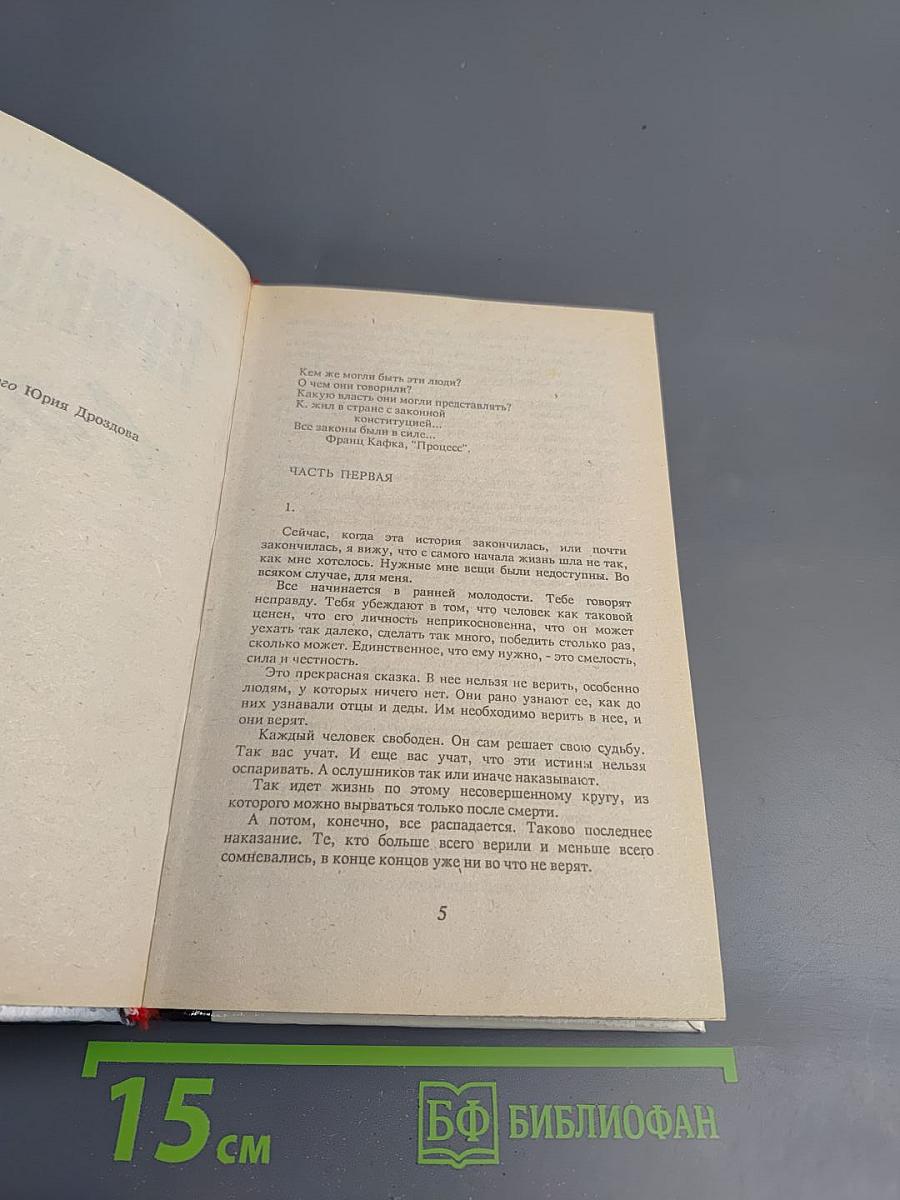 го Юрия Дроздова
Кем же могли быть эти люди?
О чем они говорили?
Какую власть они могли представлять?
К. жил в стране с законной
конституцией...
Все законы были в силе...
Франц Кафка, "Процесс".
ЧАСТЬ ПЕРВАЯ
1.
Сейчас, когда эта история закончилась, или почти
закончилась, я вижу, что с самого начала жизнь шла не так,
как мне хотелось. Нужные мне вещи были недоступны. Во
всяком случае, для меня.
Все начинается в ранней молодости. Тебе говорят
неправду. Тебя убеждают в том, что человек как таковой
ценен, что его личность неприкосновенна, что он может
уехать так далеко, сделать так много, победить столько раз,
сколько может. Единственное, что ему нужно, - это смелость,
сила и честность.
Это прекрасная сказка. В нее нельзя не верить, особенно
людям, у которых ничего нет. Они рано узнают ее, как до
них узнавали отцы и деды. Им необходимо верить в нее, и
они верят.
Каждый человек свободен. Он сам решает свою судьбу.
Так вас учат. И еще вас учат, что эти истины нельзя
оспаривать. А ослушников так или иначе наказывают.
Так идет жизнь по этому несовершенному кругу, из
которого можно вырваться только после смерти.
А потом, конечно, все распадается. Таково последнее
наказание. Те, кто больше всего верили и меньше всего
сомневались, в конце концов уже ни во что не верят.
5
15 см
БФ БИБЛИОФАН